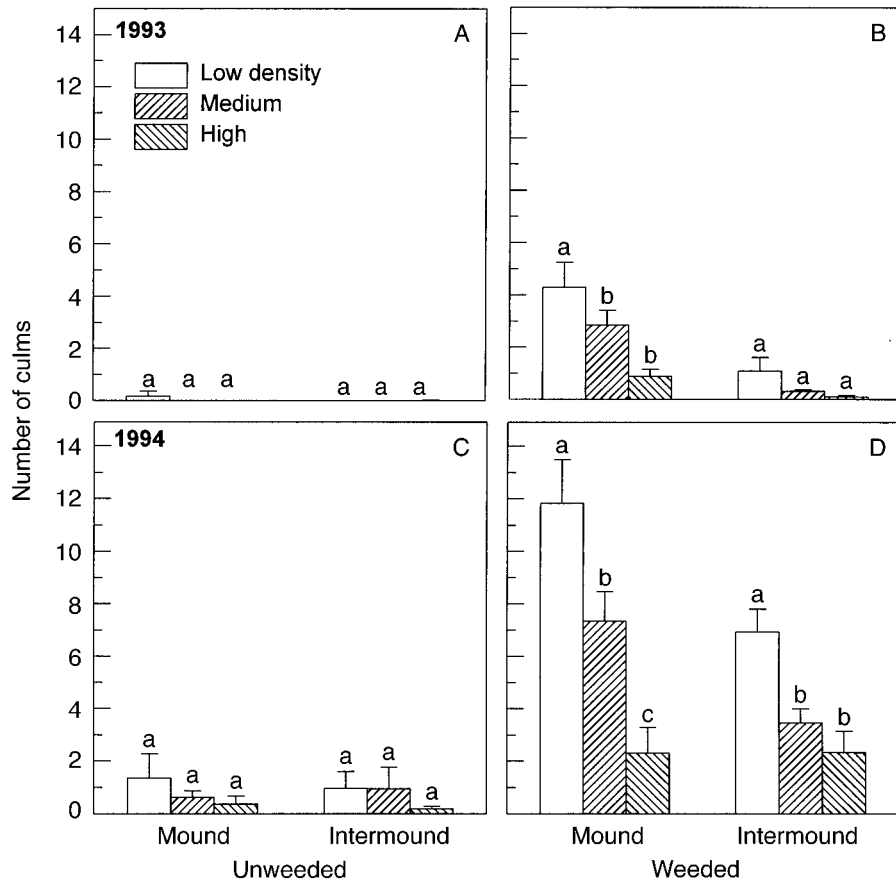 1993
A
Low density
Medium
High
14
12
10
8
6
4
2
0
a a a
a a a
B
a
b
b
a
a
a
Number of culms
1994
C
14
12
10
8
6
4
2
0
a
a
a
a
a
a
D
a
b
c
a
b
b
Mound Intermound
Unweeded
Mound Intermound
Weeded